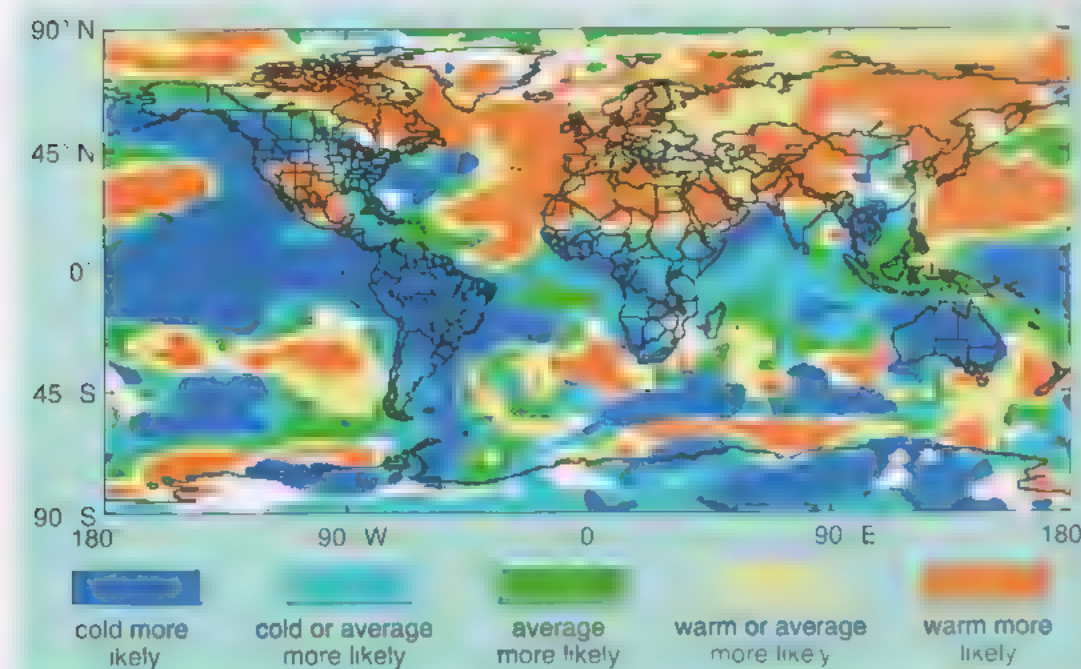 90° N
45° N
0°
45 S
90 S
180 90 W 0 90 E 180
cold more
likely
cold or average
more likely
average
more likely
warm or average
more likely
warm more
likely